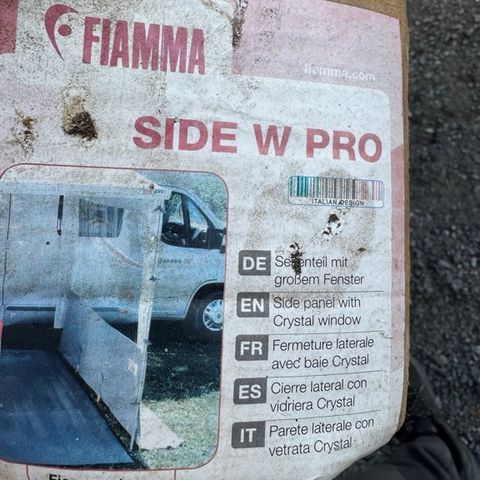 FIAMMA
fiamma.com
SIDE W PRO
ITALIAN DESIGN
DE
Seitenteil mit
großem Fenster
EN
Side panel with
Crystal window
FR
Fermeture laterale
avec baie Crystal
ES
Cierre lateral con
vidriera Crystal
IT
Parete laterale con
vetrata Crystal